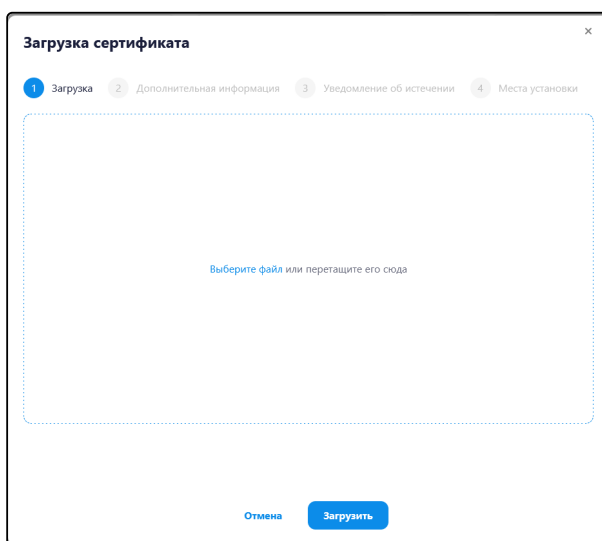 ×
Загрузка сертификата
1 Загрузка 2 Дополнительная информация 3 Уведомление об истечении 4 Места установки
Выберите файл или перетащите его сюда
Отмена Загрузить